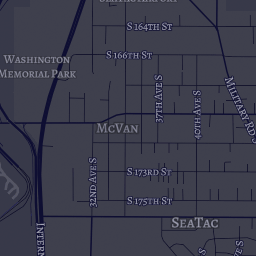 S 164th St
S 166th St
Washington
Memorial Park
37th Ave S
40th Ave S
Military Rd S
McVan
32nd Ave S
S 173rd St
S 175th St
SeaTac